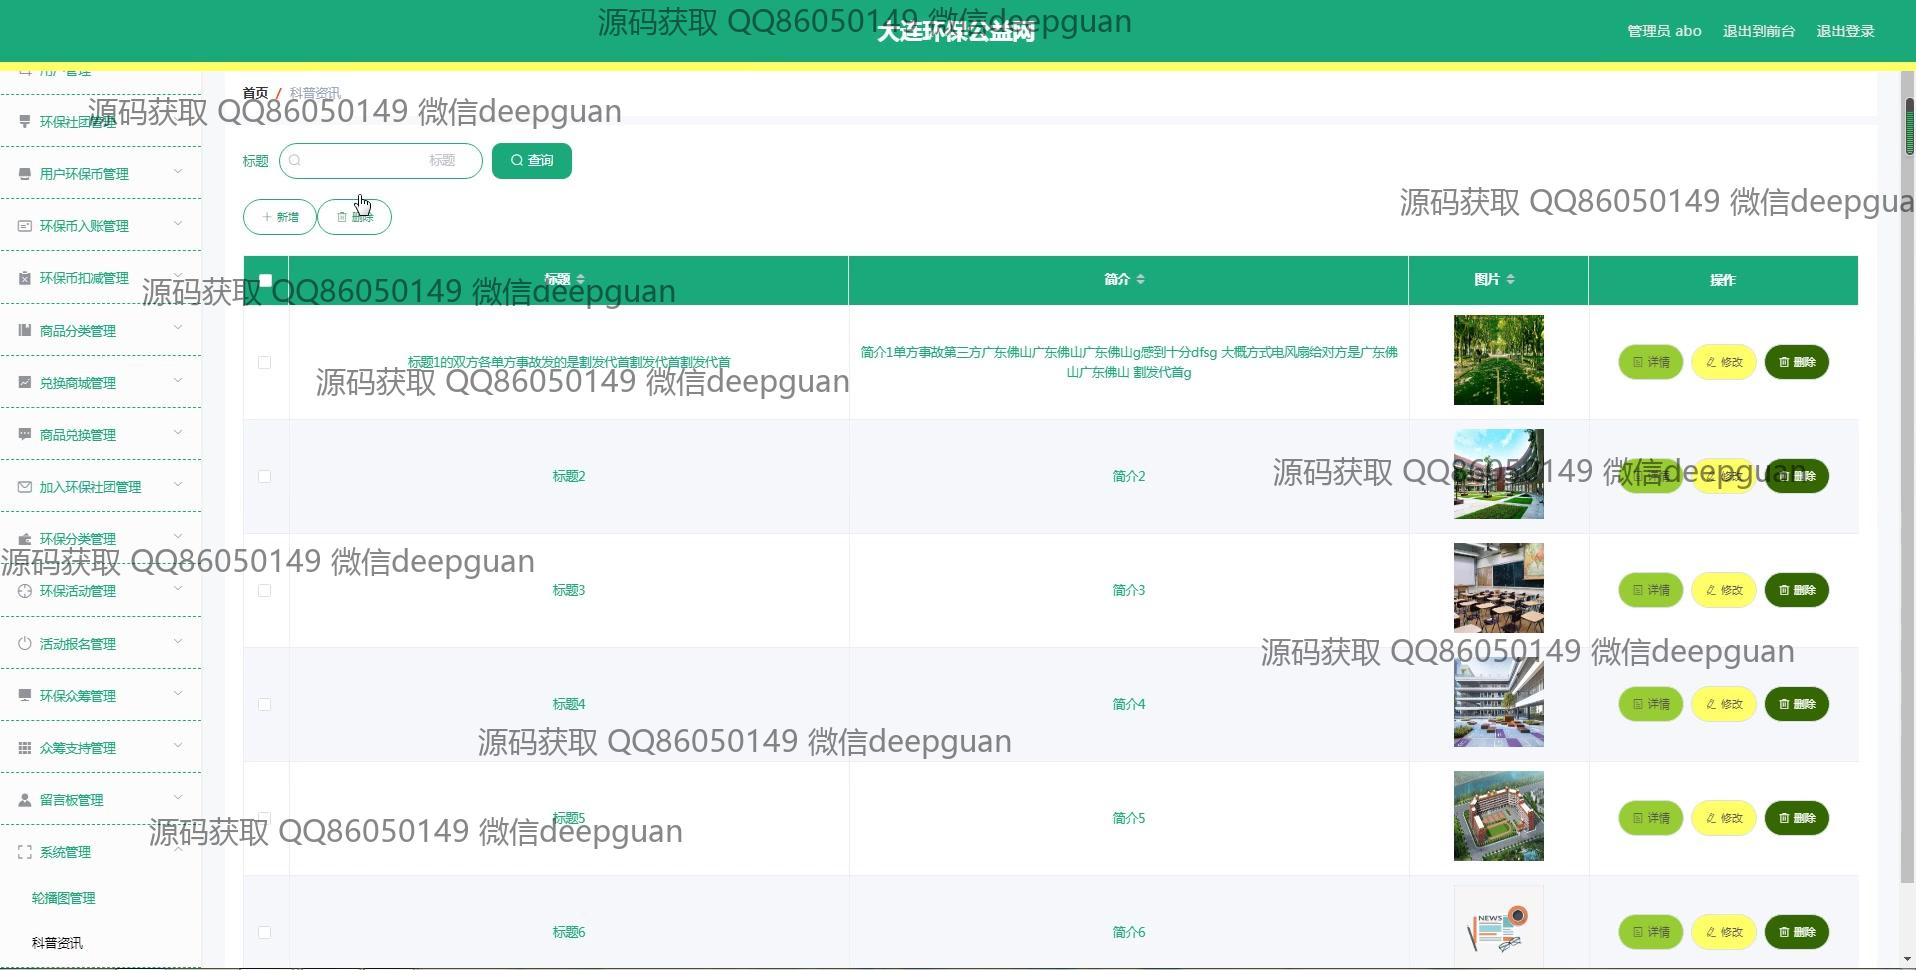 源码获取 QQ86050149 微信deepguan
大连环保公益网
管理员 abo 退出到前台 退出登录
用户管理
首页 / 科普资讯
源码获取 QQ86050149 微信deepguan
环保社团管理
标题 标题 查询
用户环保币管理
源码获取 QQ86050149 微信deepgua
新增 删除
环保币入账管理
环保币扣减管理
标题 简介 图片 操作
源码获取 QQ86050149 微信deepguan
商品分类管理
标题1的双方各单方事故发的是割发代首割发代首割发代首
简介1单方事故第三方广东佛山广东佛山广东佛山g感到十分dfsg 大概方式电风扇给对方是广东佛
山广东佛山 割发代首g
详情 修改 删除
兑换商城管理
源码获取 QQ86050149 微信deepguan
商品兑换管理
标题2 简介2 详情 修改 删除
源码获取 QQ86050149 微信deepguan
加入环保社团管理
环保分类管理
源码获取 QQ86050149 微信deepguan
环保活动管理
标题3 简介3 详情 修改 删除
活动报名管理
源码获取 QQ86050149 微信deepguan
环保众筹管理
标题4 简介4 详情 修改 删除
众筹支持管理
源码获取 QQ86050149 微信deepguan
留言板管理
标题5 简介5 详情 修改 删除
源码获取 QQ86050149 微信deepguan
系统管理
轮播图管理
NEWS
标题6 简介6 详情 修改 删除
科普资讯